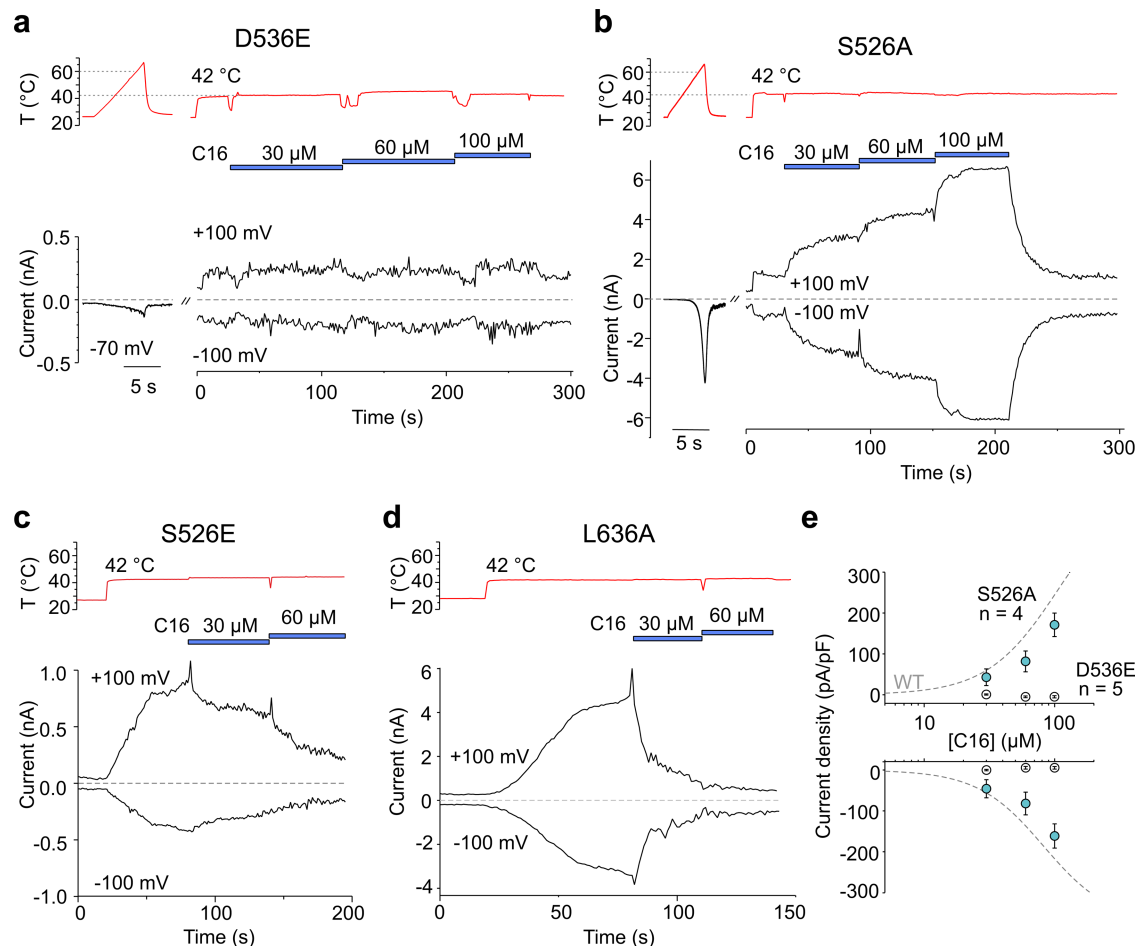 a
D536E
T (°C)
60
40
20
42 °C
C16
30 µM
60 µM
100 µM
Current (nA)
0.5
0.0
-0.5
+100 mV
-70 mV
-100 mV
5 s
0
100
200
300
Time (s)
b
S526A
T (°C)
60
40
20
42 °C
C16
30 µM
60 µM
100 µM
Current (nA)
6
4
2
0
-2
-4
-6
+100 mV
-100 mV
5 s
0
100
200
300
Time (s)
c
S526E
T (°C)
60
40
20
42 °C
C16
30 µM
60 µM
Current (nA)
1.0
0.5
0.0
-0.5
-1.0
+100 mV
-100 mV
0
100
200
Time (s)
d
L636A
T (°C)
60
40
20
42 °C
C16
30 µM
60 µM
Current (nA)
6
4
2
0
-2
-4
+100 mV
-100 mV
0
50
100
150
Time (s)
e
Current density (pA/pF)
300
200
100
0
S526A
n = 4
D536E
n = 5
WT
10
100
[C16] (µM)
0
-100
-200
-300